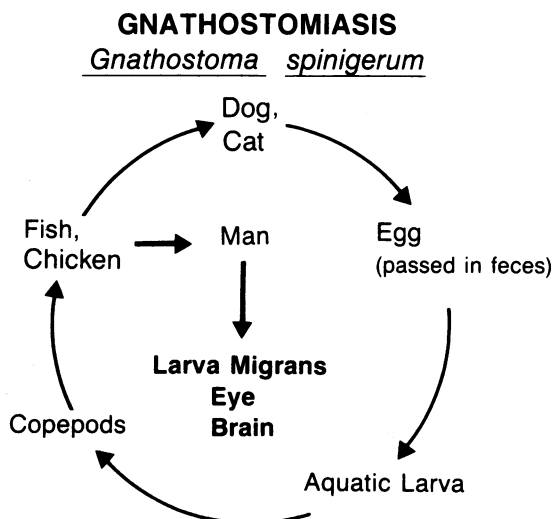 GNATHOSTOMIASIS
Gnathostoma spinigerum
Dog,
Cat
Fish,
Chicken
Man
Egg
(passed in feces)
Larva Migrans
Eye
Brain
Copepods
Aquatic Larva